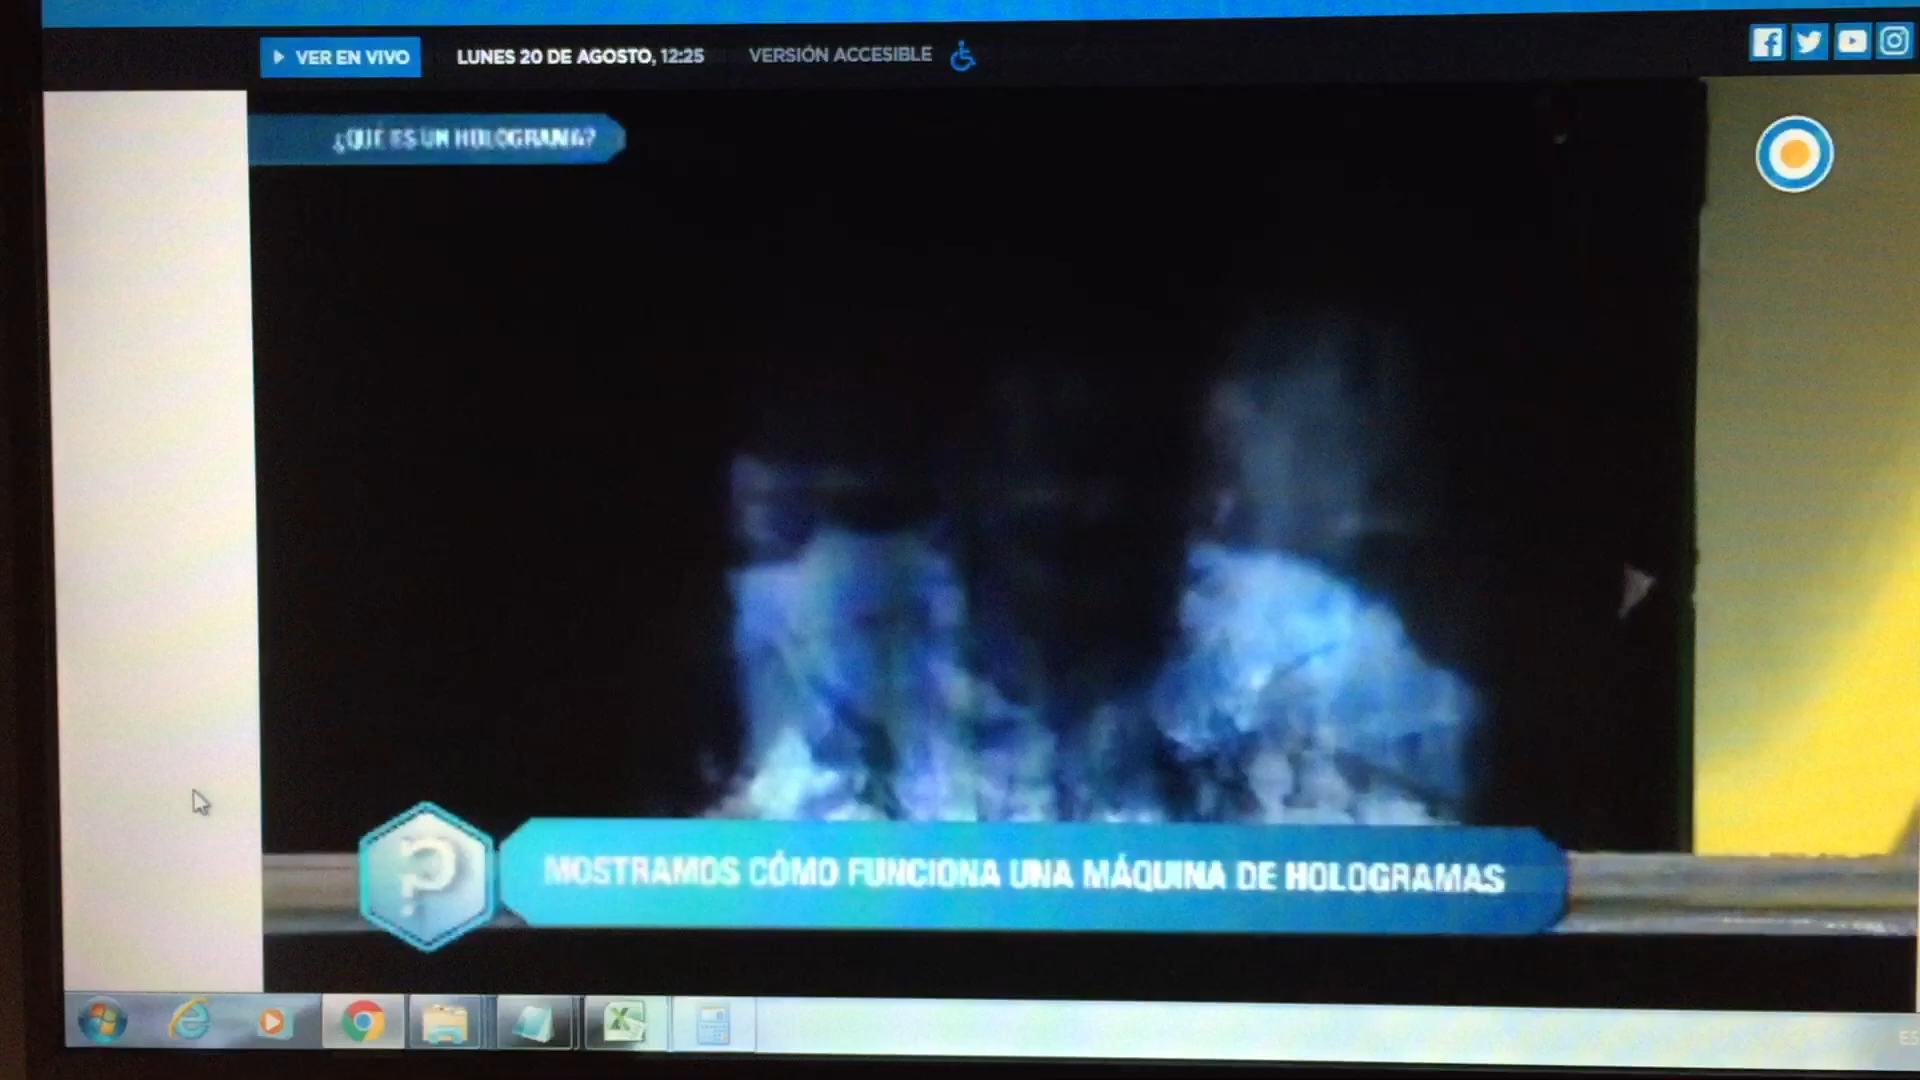 VER EN VIVO
LUNES 20 DE AGOSTO, 12:25
VERSIÓN ACCESIBLE
¿QUÉ ES UN HOLOGRAMA?
MOSTRAMOS CÓMO FUNCIONA UNA MÁQUINA DE HOLOGRAMAS
ES